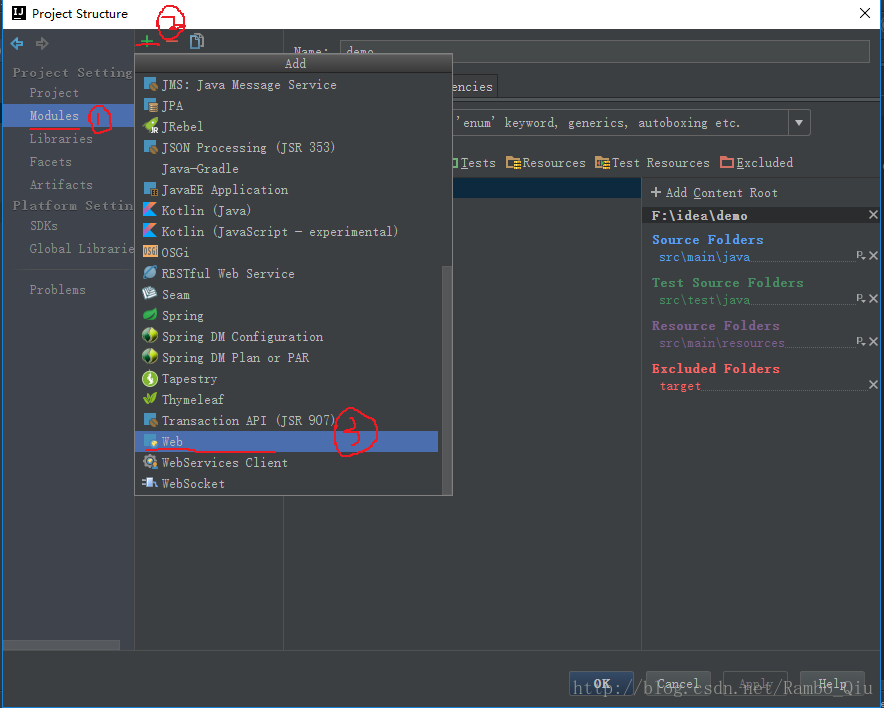 Project Structure
2
Name: demo
Project Setting
Project
Modules
1
Libraries
Facets
Artifacts
Platform Settin
SDKs
Global Librarie
Problems
Add
JMS: Java Message Service
JPA
JRebel
JSON Processing (JSR 353)
Java-Gradle
JavaEE Application
Kotlin (Java)
Kotlin (JavaScript - experimental)
OSGi
RESTful Web Service
Seam
Spring
Spring DM Configuration
Spring DM Plan or PAR
Tapestry
Thymeleaf
Transaction API (JSR 907)
Web
3
WebServices Client
WebSocket
encies
'enum' keyword, generics, autoboxing etc.
Tests Resources Test Resources Excluded
Add Content Root
F:\idea\demo
Source Folders
src\main\java
Test Source Folders
src\test\java
Resource Folders
src\main\resources
Excluded Folders
target
OK Cancel Apply Help
http://blog.csdn.net/Rambo_Qiu